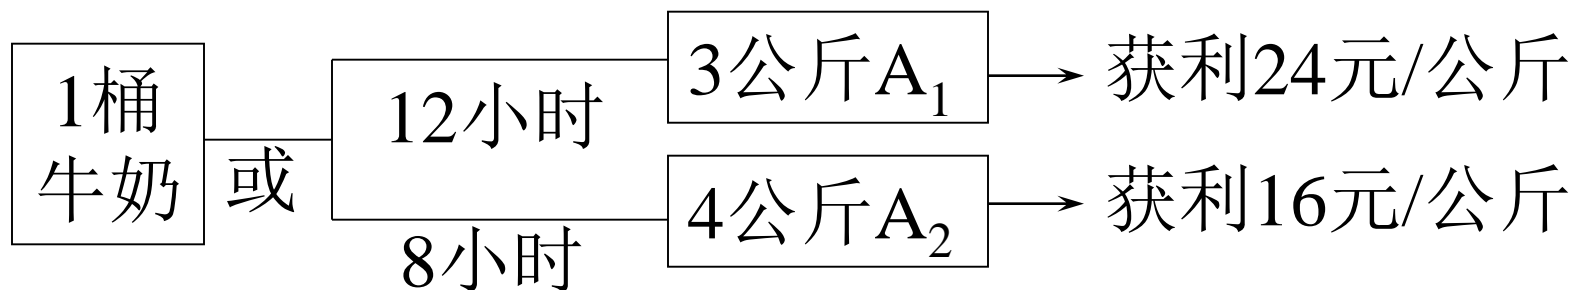 1桶
牛奶
或
12小时
8小时
3公斤A₁
获利24元/公斤
4公斤A₂
获利16元/公斤